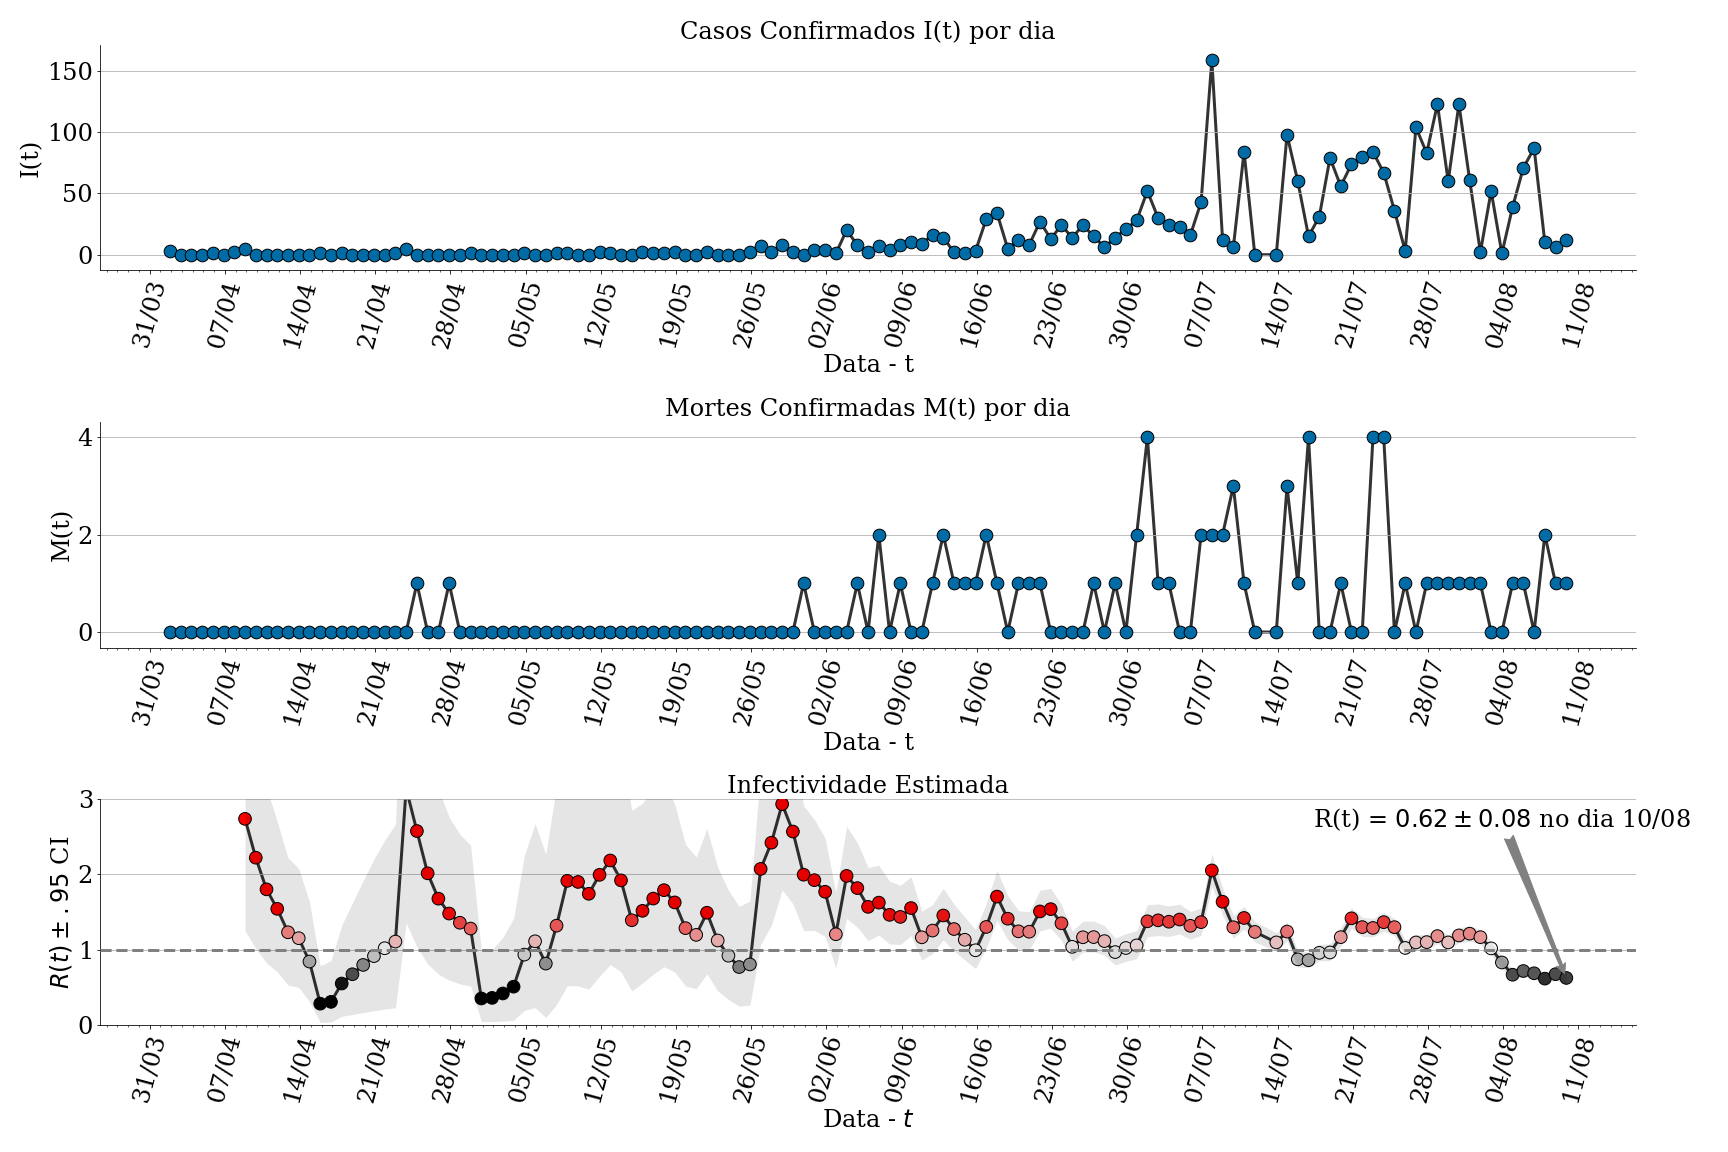 Casos Confirmados I(t) por dia
150
100
50
0
I(t)
31/03 07/04 14/04 21/04 28/04 05/05 12/05 19/05 26/05 02/06 09/06 16/06 23/06 30/06 07/07 14/07 21/07 28/07 04/08 11/08
Data - t
Mortes Confirmadas M(t) por dia
4
2
0
M(t)
31/03 07/04 14/04 21/04 28/04 05/05 12/05 19/05 26/05 02/06 09/06 16/06 23/06 30/06 07/07 14/07 21/07 28/07 04/08 11/08
Data - t
Infectividade Estimada
3
2
1
0
R(t) ± .95 CI
R(t) = 0.62 ± 0.08 no dia 10/08
31/03 07/04 14/04 21/04 28/04 05/05 12/05 19/05 26/05 02/06 09/06 16/06 23/06 30/06 07/07 14/07 21/07 28/07 04/08 11/08
Data - t